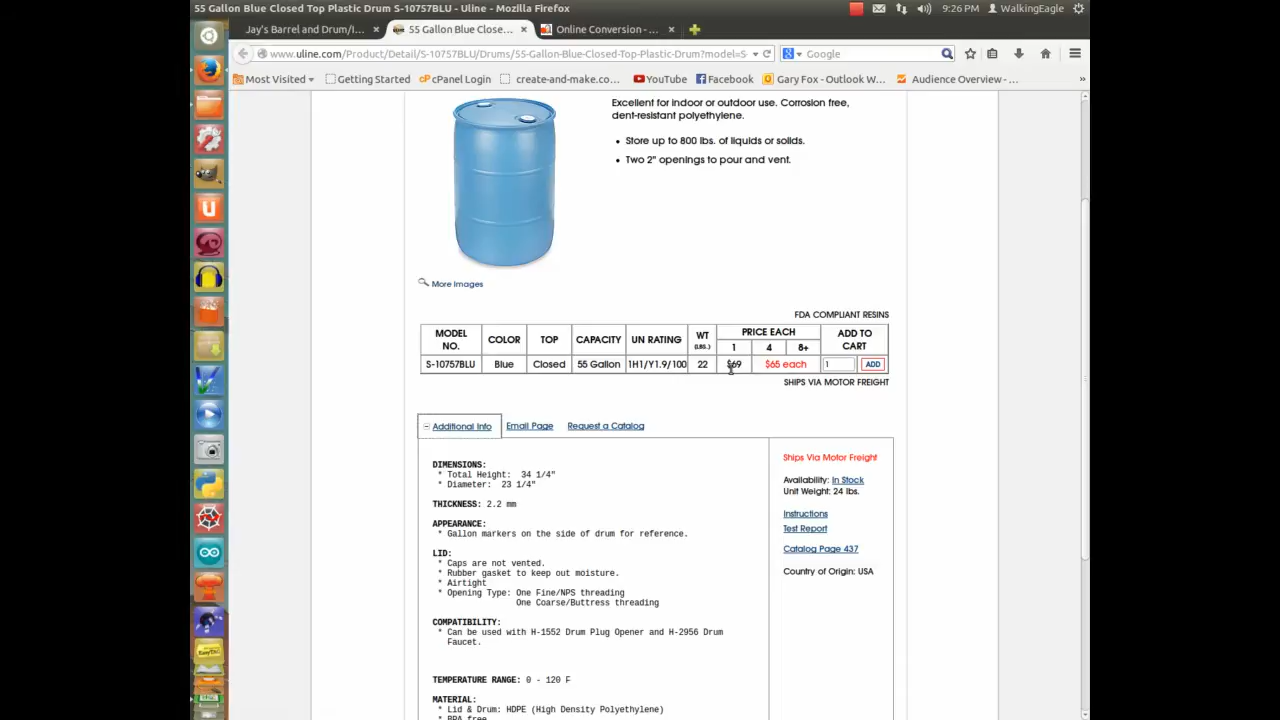 55 Gallon Blue Closed Top Plastic Drum S-10757BLU - Uline - Mozilla Firefox
9:26 PM WalkingEagle
Jay's Barrel and Drum/I... 55 Gallon Blue Close... Online Conversion - ...
www.uline.com/Product/Detail/S-10757BLU/Drums/55-Gallon-Blue-Closed-Top-Plastic-Drum?model=S- Google
Most Visited Getting Started cPanel Login create-and-make.co... YouTube Facebook Gary Fox - Outlook W... Audience Overview - ...
Excellent for indoor or outdoor use. Corrosion free,
dent-resistant polyethylene.
• Store up to 800 lbs. of liquids or solids.
• Two 2" openings to pour and vent.
More Images
FDA COMPLIANT RESINS
MODEL NO. COLOR TOP CAPACITY UN RATING WT (LBS.) PRICE EACH ADD TO CART
1 4 8+
S-10757BLU Blue Closed 55 Gallon 1H1/Y1.9/100 22 $69 $65 each 1 ADD
SHIPS VIA MOTOR FREIGHT
Additional Info Email Page Request a Catalog
DIMENSIONS:
* Total Height: 34 1/4"
* Diameter: 23 1/4"
THICKNESS: 2.2 mm
APPEARANCE:
* Gallon markers on the side of drum for reference.
LID:
* Caps are not vented.
* Rubber gasket to keep out moisture.
* Airtight
* Opening Type: One Fine/NPS threading
One Coarse/Buttress threading
COMPATIBILITY:
* Can be used with H-1552 Drum Plug Opener and H-2956 Drum
Faucet.
TEMPERATURE RANGE: 0 - 120 F
MATERIAL:
* Lid & Drum: HDPE (High Density Polyethylene)
* BPA free
Ships Via Motor Freight
Availability: In Stock
Unit Weight: 24 lbs.
Instructions
Test Report
Catalog Page 437
Country of Origin: USA